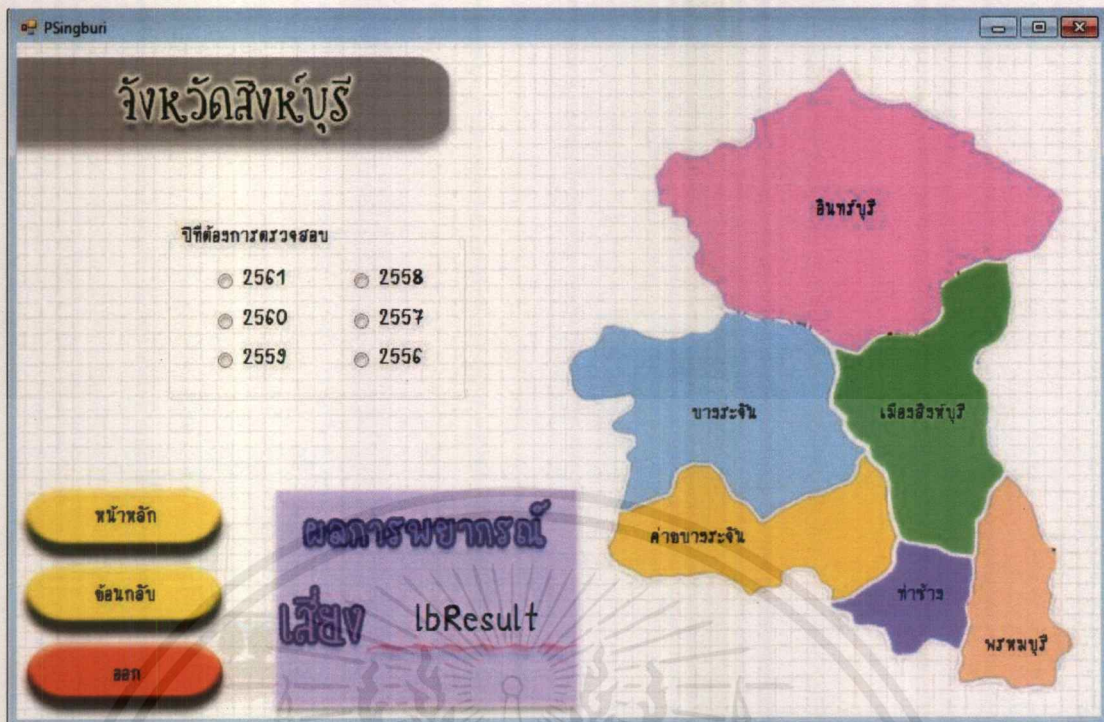 PSingburi
จังหวัดสิงห์บุรี
ปีที่ต้องการตรวจสอบ
2561 2558
2560 2557
2559 2556
อินทร์บุรี
บางระจัน
เมืองสิงห์บุรี
ค่ายบางระจัน
ท่าช้าง
พรหมบุรี
หน้าหลัก
ย้อนกลับ
ออก
ผลการพยากรณ์
เสี่ยง lbResult